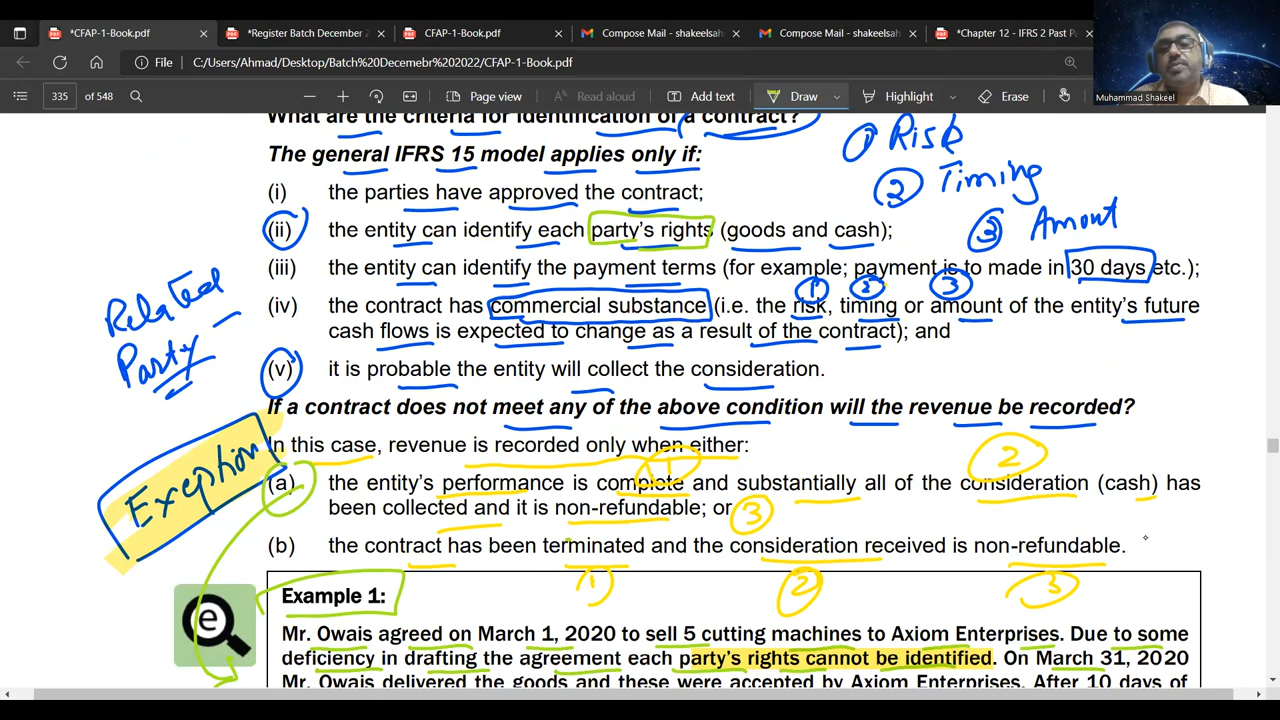 *CFAP-1-Book.pdf
*Register Batch December 2
CFAP-1-Book.pdf
Compose Mail - shakeelsah
Compose Mail - shakeelsah
*Chapter 12 - IFRS 2 Past Pa
File C:/Users/Ahmad/Desktop/Batch%20Decemebr%202022/CFAP-1-Book.pdf
335 of 548
Page view
Read aloud
Add text
Draw
Highlight
Erase
Muhammad Shakeel
What are the criteria for identification of a contract?
① Risk
The general IFRS 15 model applies only if:
② Timing
(i) the parties have approved the contract;
③ Amount
(ii) the entity can identify each party's rights (goods and cash);
(iii) the entity can identify the payment terms (for example; payment is to made in 30 days etc.);
① ② ③
Related
Party
(iv) the contract has commercial substance (i.e. the risk, timing or amount of the entity's future
cash flows is expected to change as a result of the contract); and
(v) it is probable the entity will collect the consideration.
If a contract does not meet any of the above condition will the revenue be recorded?
Exeption
In this case, revenue is recorded only when either:
②
(a) the entity's performance is complete and substantially all of the consideration (cash) has
been collected and it is non-refundable; or ③
(b) the contract has been terminated and the consideration received is non-refundable.
① ② ③
e
Example 1:
Mr. Owais agreed on March 1, 2020 to sell 5 cutting machines to Axiom Enterprises. Due to some
deficiency in drafting the agreement each party's rights cannot be identified. On March 31, 2020
Mr. Owais delivered the goods and these were accepted by Axiom Enterprises. After 10 days of